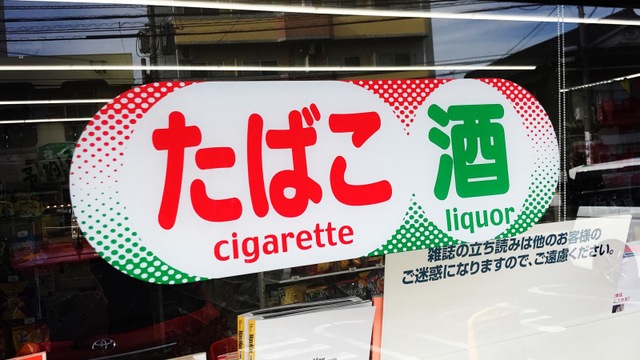 たばこ 酒
cigarette liquor
雑誌の立ち読みは他のお客様の
ご迷惑になりますので、ご遠慮ください。